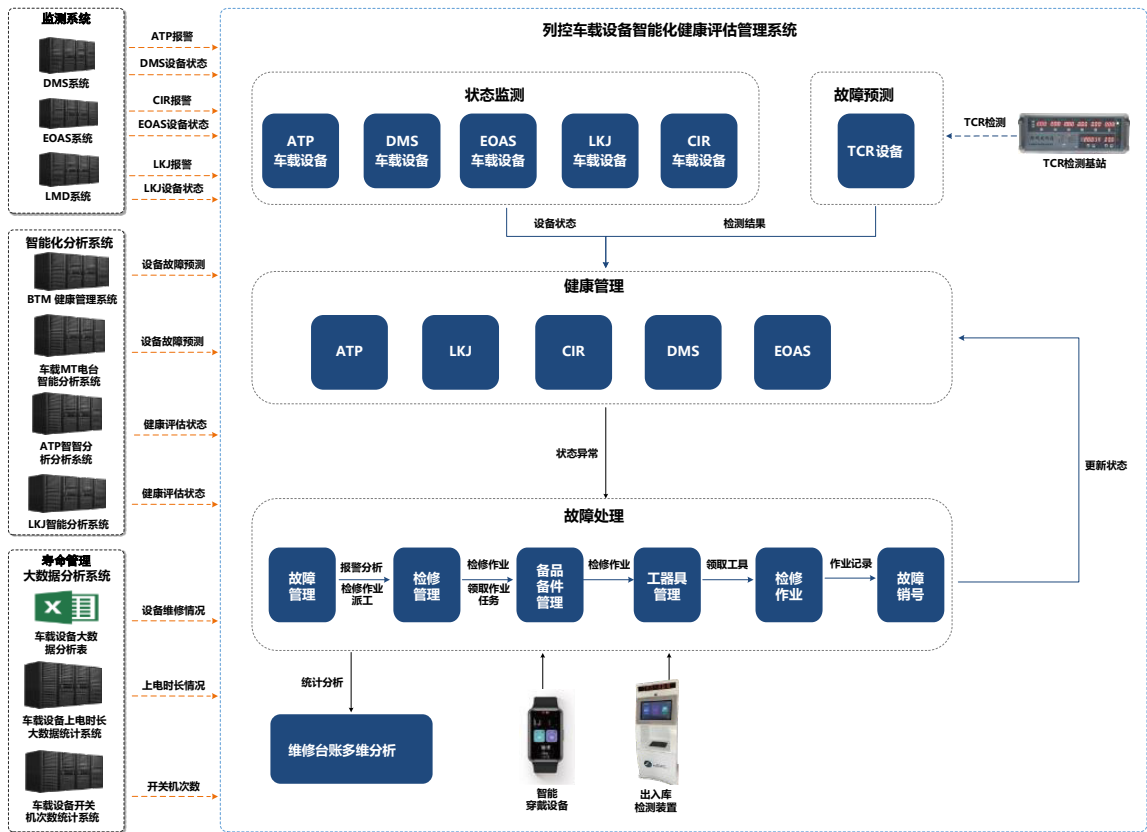 监测系统
DMS系统
EOAS系统
LMD系统
ATP报警
DMS设备状态
CIR报警
EOAS设备状态
LKJ报警
LKJ设备状态
智能化分析系统
BTM 健康管理系统
车载MT电台
智能分析系统
ATP智智分
析分析系统
LKJ智能分析系统
设备故障预测
设备故障预测
健康评估状态
健康评估状态
寿命管理
大数据分析系统
车载设备大数
据分析表
车载设备上电时长
大数据统计系统
车载设备开关
机次数统计系统
设备维修情况
上电时长情况
开关机次数
列控车载设备智能化健康评估管理系统
状态监测
ATP
车载设备
DMS
车载设备
EOAS
车载设备
LKJ
车载设备
CIR
车载设备
故障预测
TCR设备
TCR检测
TCR检测基站
设备状态
检测结果
健康管理
ATP
LKJ
CIR
DMS
EOAS
状态异常
更新状态
故障处理
故障
管理
报警分析
检修作业
派工
检修
管理
检修作业
领取作业
任务
备品
备件
管理
检修作业
工器具
管理
领取工具
检修
作业
作业记录
故障
销号
统计分析
维修台账多维分析
智能
穿戴设备
出入库
检测装置